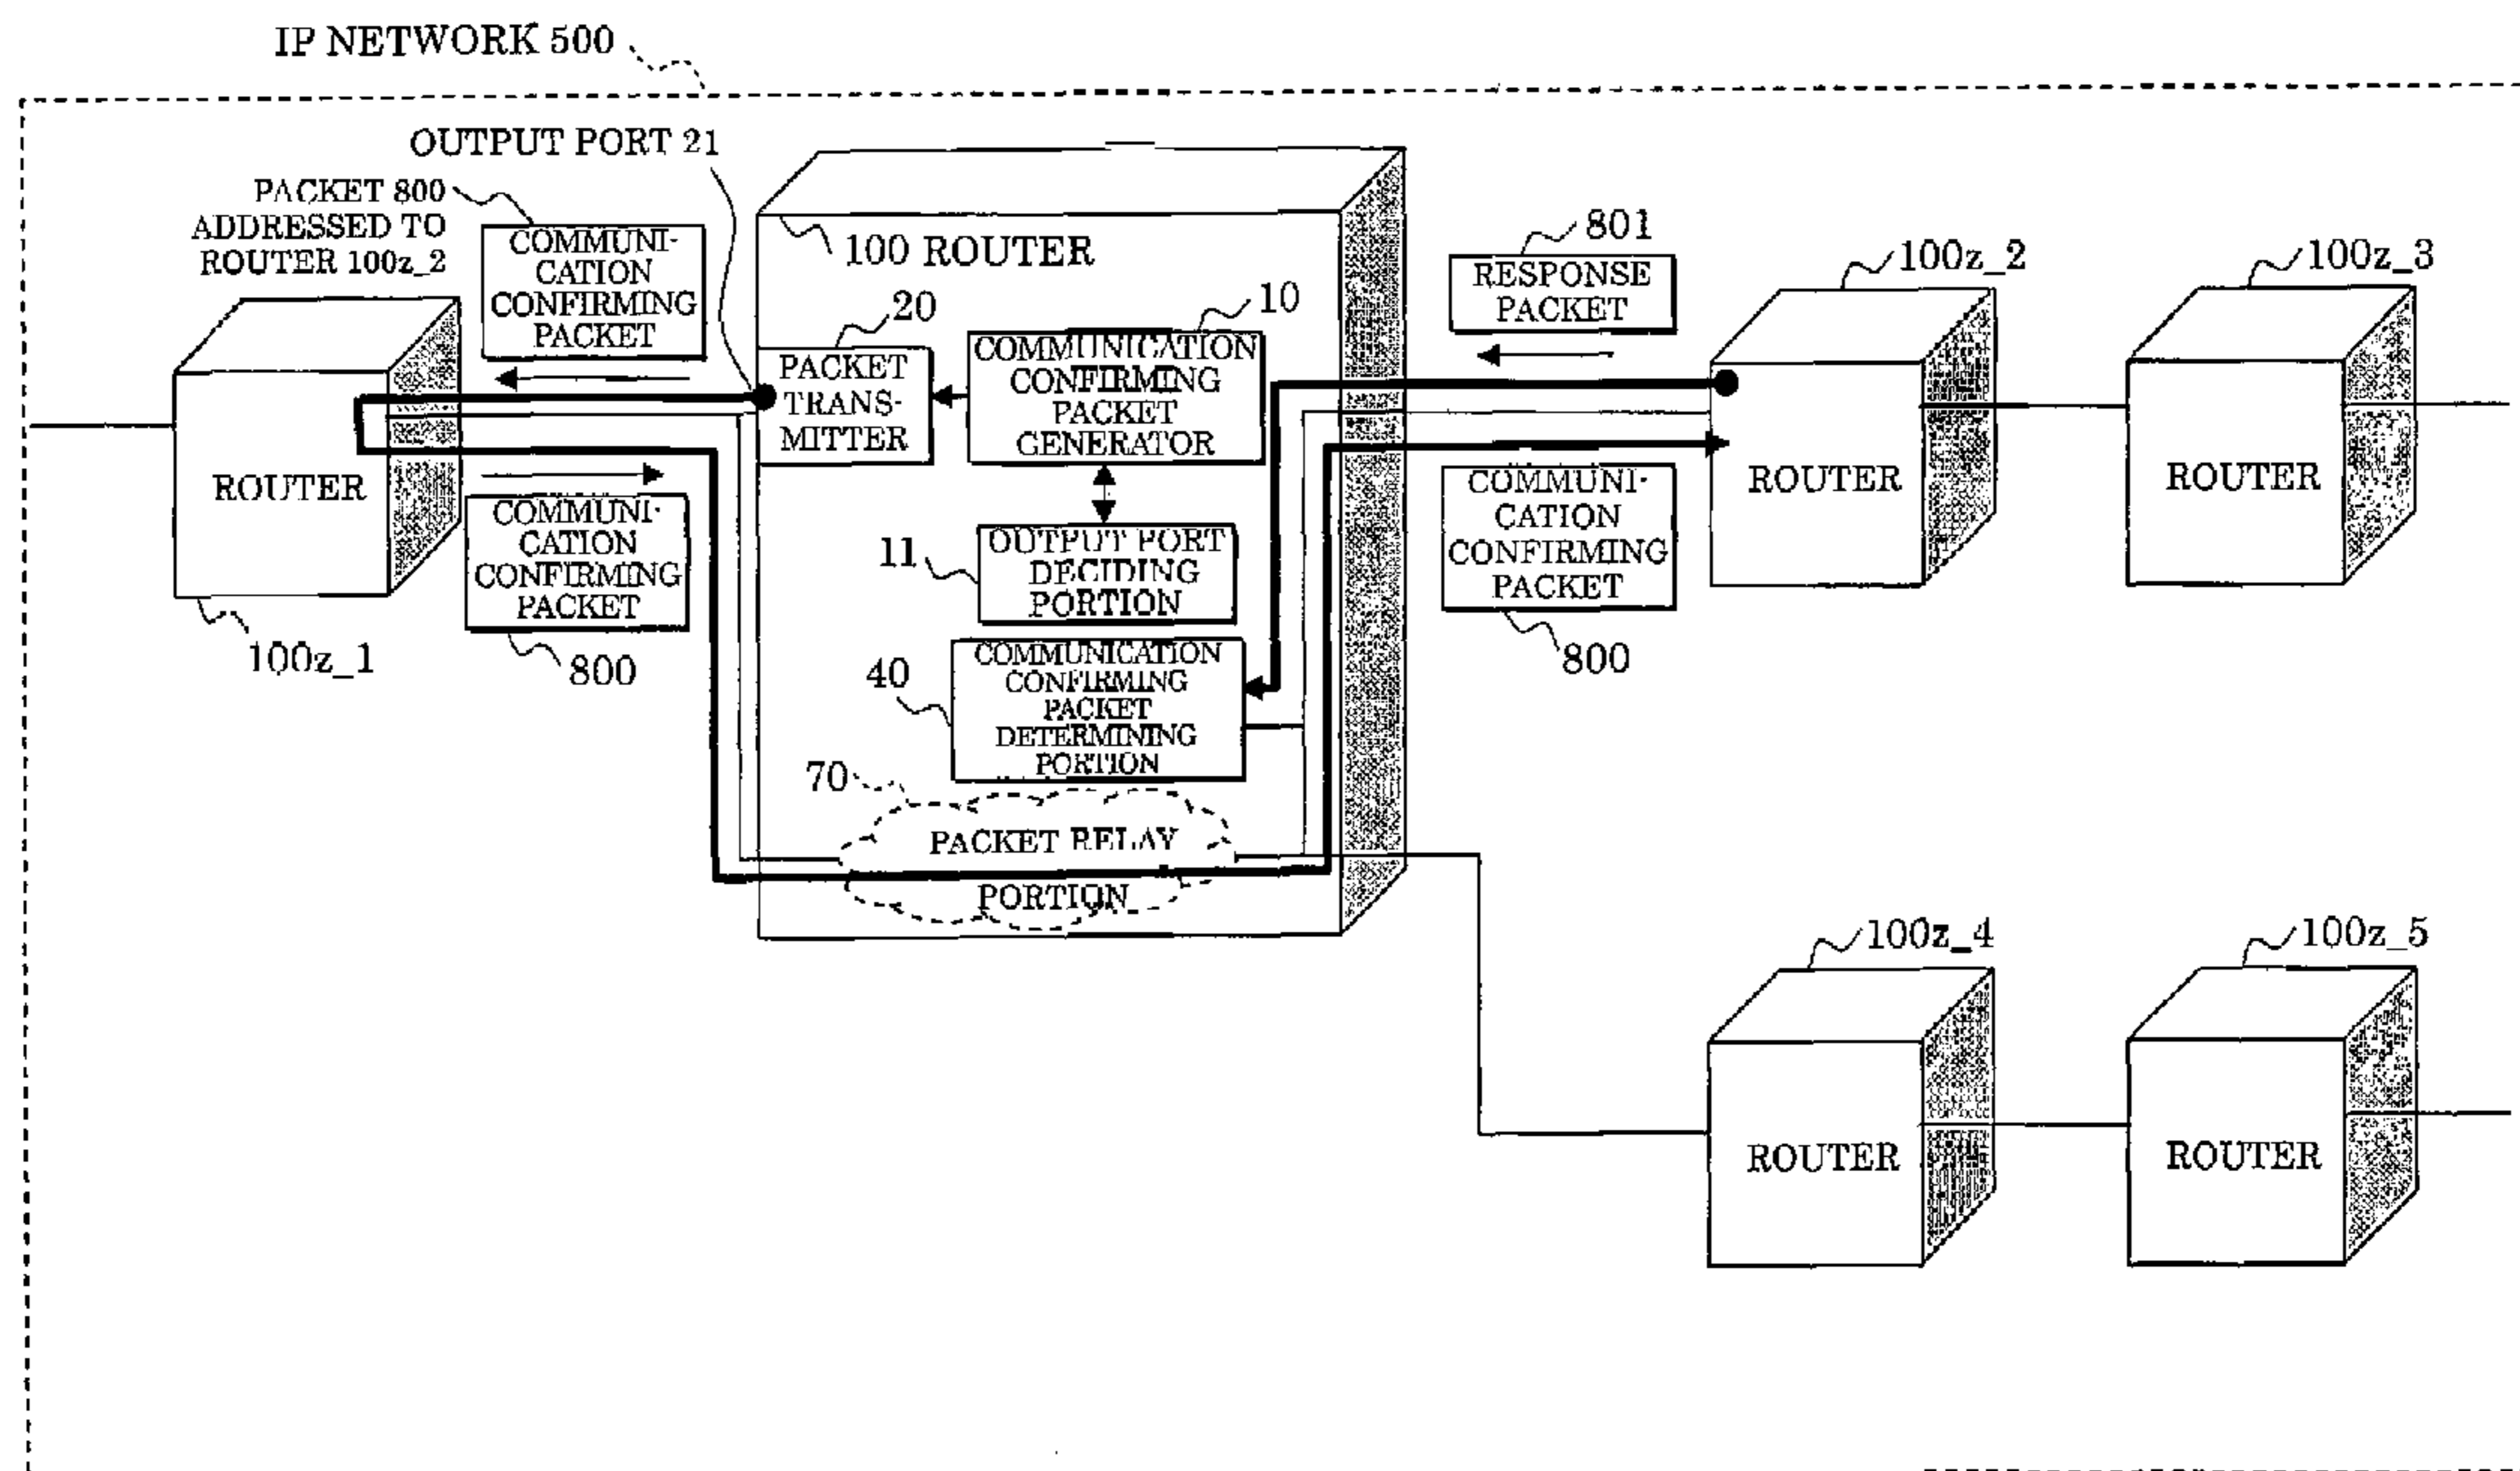 IP NETWORK 500
OUTPUT PORT 21
PACKET 800
ADDRESSED TO
ROUTER 100z_2
COMMUNI-
CATION
CONFIRMING
PACKET
100 ROUTER
801
RESPONSE
PACKET
100z_2
100z_3
20
10
PACKET
TRANS-
MITTER
COMMUNICATION
CONFIRMING
PACKET
GENERATOR
ROUTER
COMMUNI-
CATION
CONFIRMING
PACKET
11
OUTPUT PORT
DECIDING
PORTION
COMMUNI-
CATION
CONFIRMING
PACKET
ROUTER
ROUTER
100z_1
800
40
COMMUNICATION
CONFIRMING
PACKET
DETERMINING
PORTION
800
70
PACKET RELAY
PORTION
100z_4
100z_5
ROUTER
ROUTER